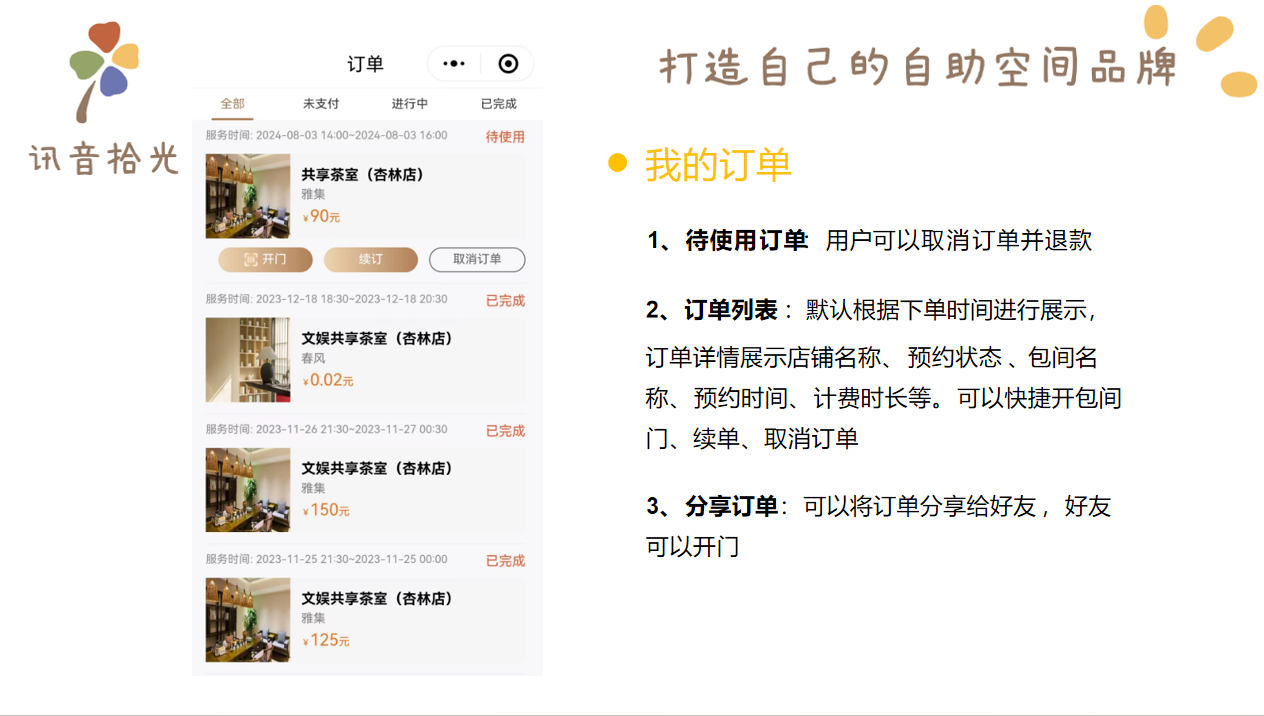 讯音拾光
订单
全部
未支付
进行中
已完成
服务时间: 2024-08-03 14:00~2024-08-03 16:00
待使用
共享茶室（杏林店）
雅集
¥90元
开门
续订
取消订单
服务时间: 2023-12-18 18:30~2023-12-18 20:30
已完成
文娱共享茶室（杏林店）
春风
¥0.02元
服务时间: 2023-11-26 21:30~2023-11-27 00:30
已完成
文娱共享茶室（杏林店）
雅集
¥150元
服务时间: 2023-11-25 21:30~2023-11-25 00:00
已完成
文娱共享茶室（杏林店）
雅集
¥125元
打造自己的自助空间品牌
我的订单
1、待使用订单 用户可以取消订单并退款
2、订单列表：默认根据下单时间进行展示，
订单详情展示店铺名称、预约状态、包间名
称、预约时间、计费时长等。可以快捷开包间
门、续单、取消订单
3、分享订单：可以将订单分享给好友，好友
可以开门